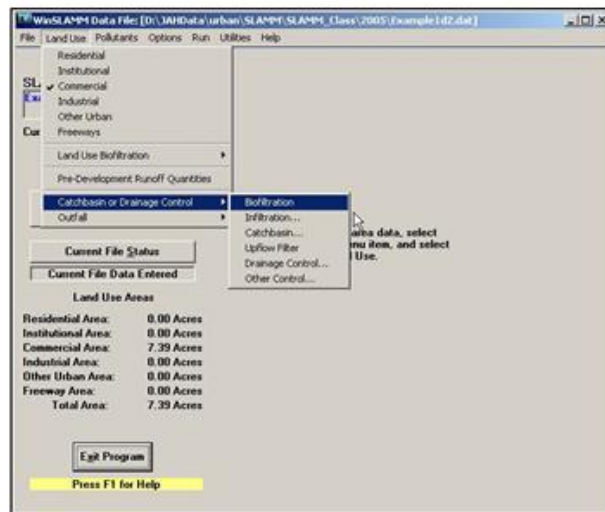 WinSLAMM Data File: [D:\JAHData\urban\SLAMM\SLAMM_Class\2005\Example1d2.dat]
File Land Use Pollutants Options Run Utilities Help
Residential
Institutional
Commercial
Industrial
Other Urban
Freeways
Land Use Biofiltration
Pre-Development Runoff Quantities
Catchbasin or Drainage Control
Outfall
Biofiltration
Infiltration...
Catchbasin...
Upflow Filter
Drainage Control...
Other Control...
SL
Cur
area data, select
nu item, and select
Use.
Current File Status
Current File Data Entered
Land Use Areas
Residential Area: 0.00 Acres
Institutional Area: 0.00 Acres
Commercial Area: 7.39 Acres
Industrial Area: 0.00 Acres
Other Urban Area: 0.00 Acres
Freeway Area: 0.00 Acres
Total Area: 7.39 Acres
Exit Program
Press F1 for Help